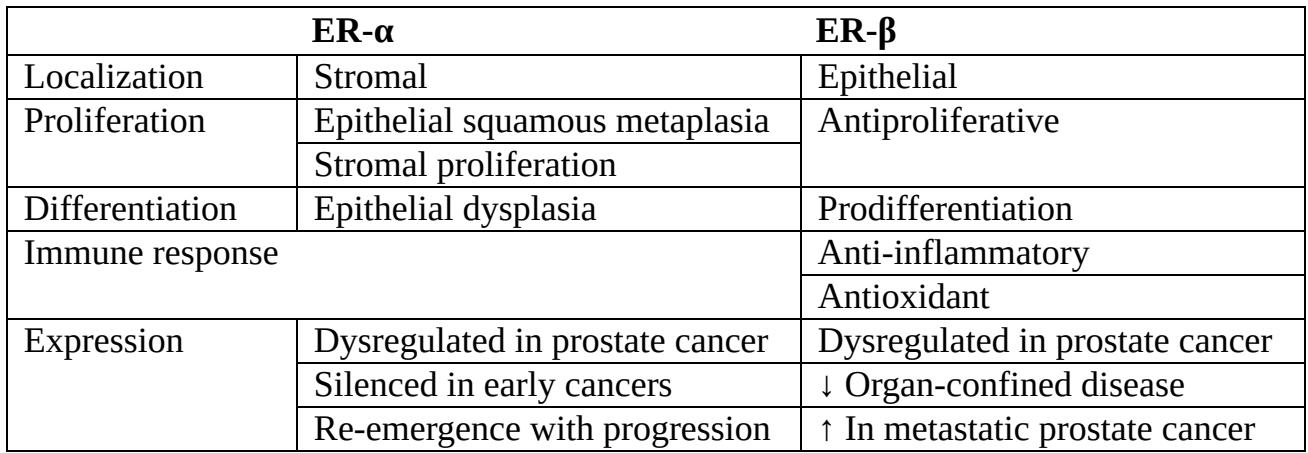 ER-α ER-β
Localization Stromal Epithelial
Proliferation Epithelial squamous metaplasia Antiproliferative
Stromal proliferation
Differentiation Epithelial dysplasia Prodifferentiation
Immune response Anti-inflammatory
Antioxidant
Expression Dysregulated in prostate cancer Dysregulated in prostate cancer
Silenced in early cancers ↓ Organ-confined disease
Re-emergence with progression ↑ In metastatic prostate cancer